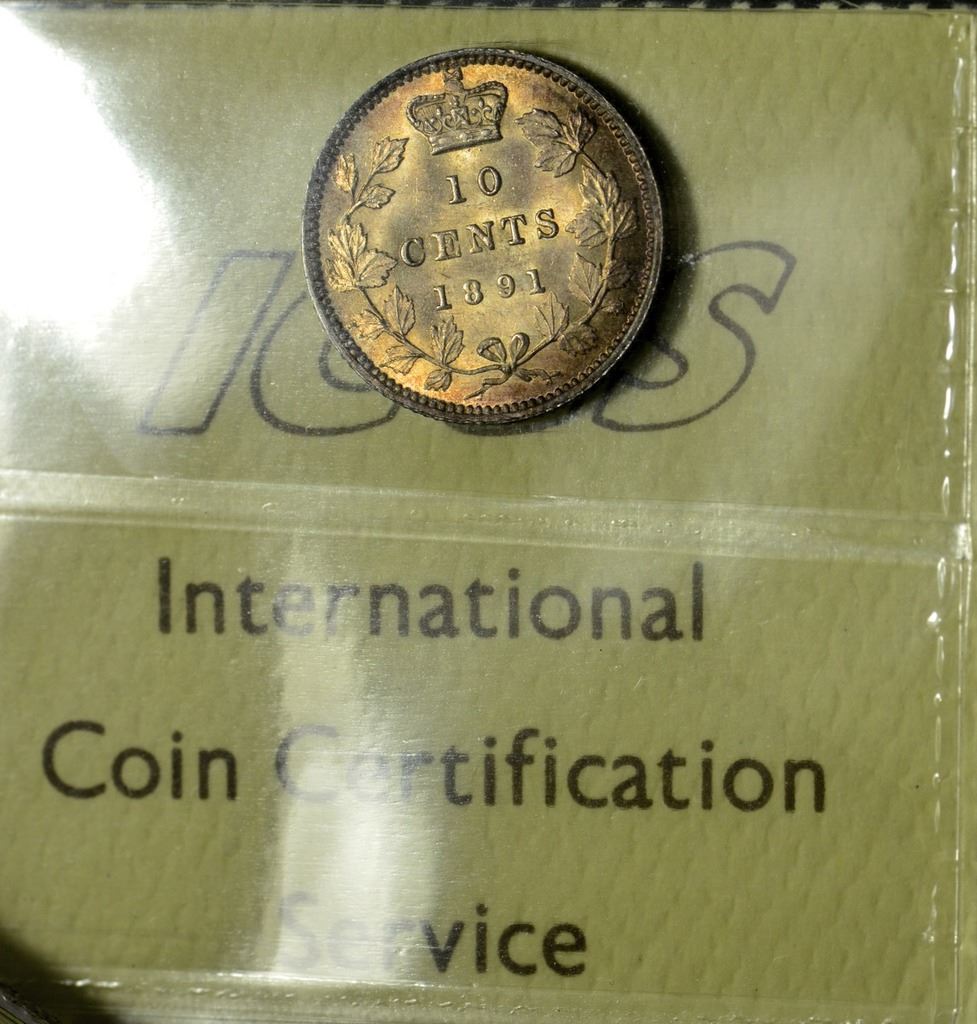 10
CENTS
1891
ICCS
International
Coin Certification
Service